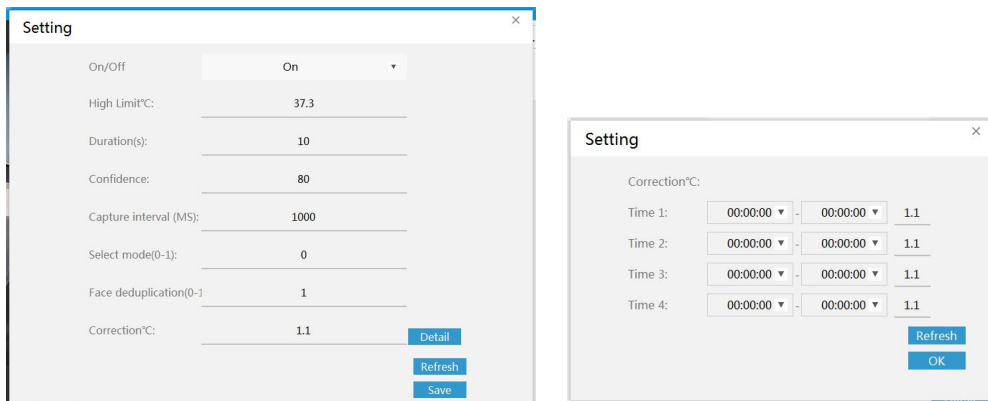 Setting
×
On/Off On
High Limit℃: 37.3
Duration(s): 10
Confidence: 80
Capture interval (MS): 1000
Select mode(0-1): 0
Face deduplication(0-1 1
Correction℃: 1.1
Detail
Refresh
Save
Setting
×
Correction℃:
Time 1: 00:00:00 - 00:00:00 1.1
Time 2: 00:00:00 - 00:00:00 1.1
Time 3: 00:00:00 - 00:00:00 1.1
Time 4: 00:00:00 - 00:00:00 1.1
Refresh
OK